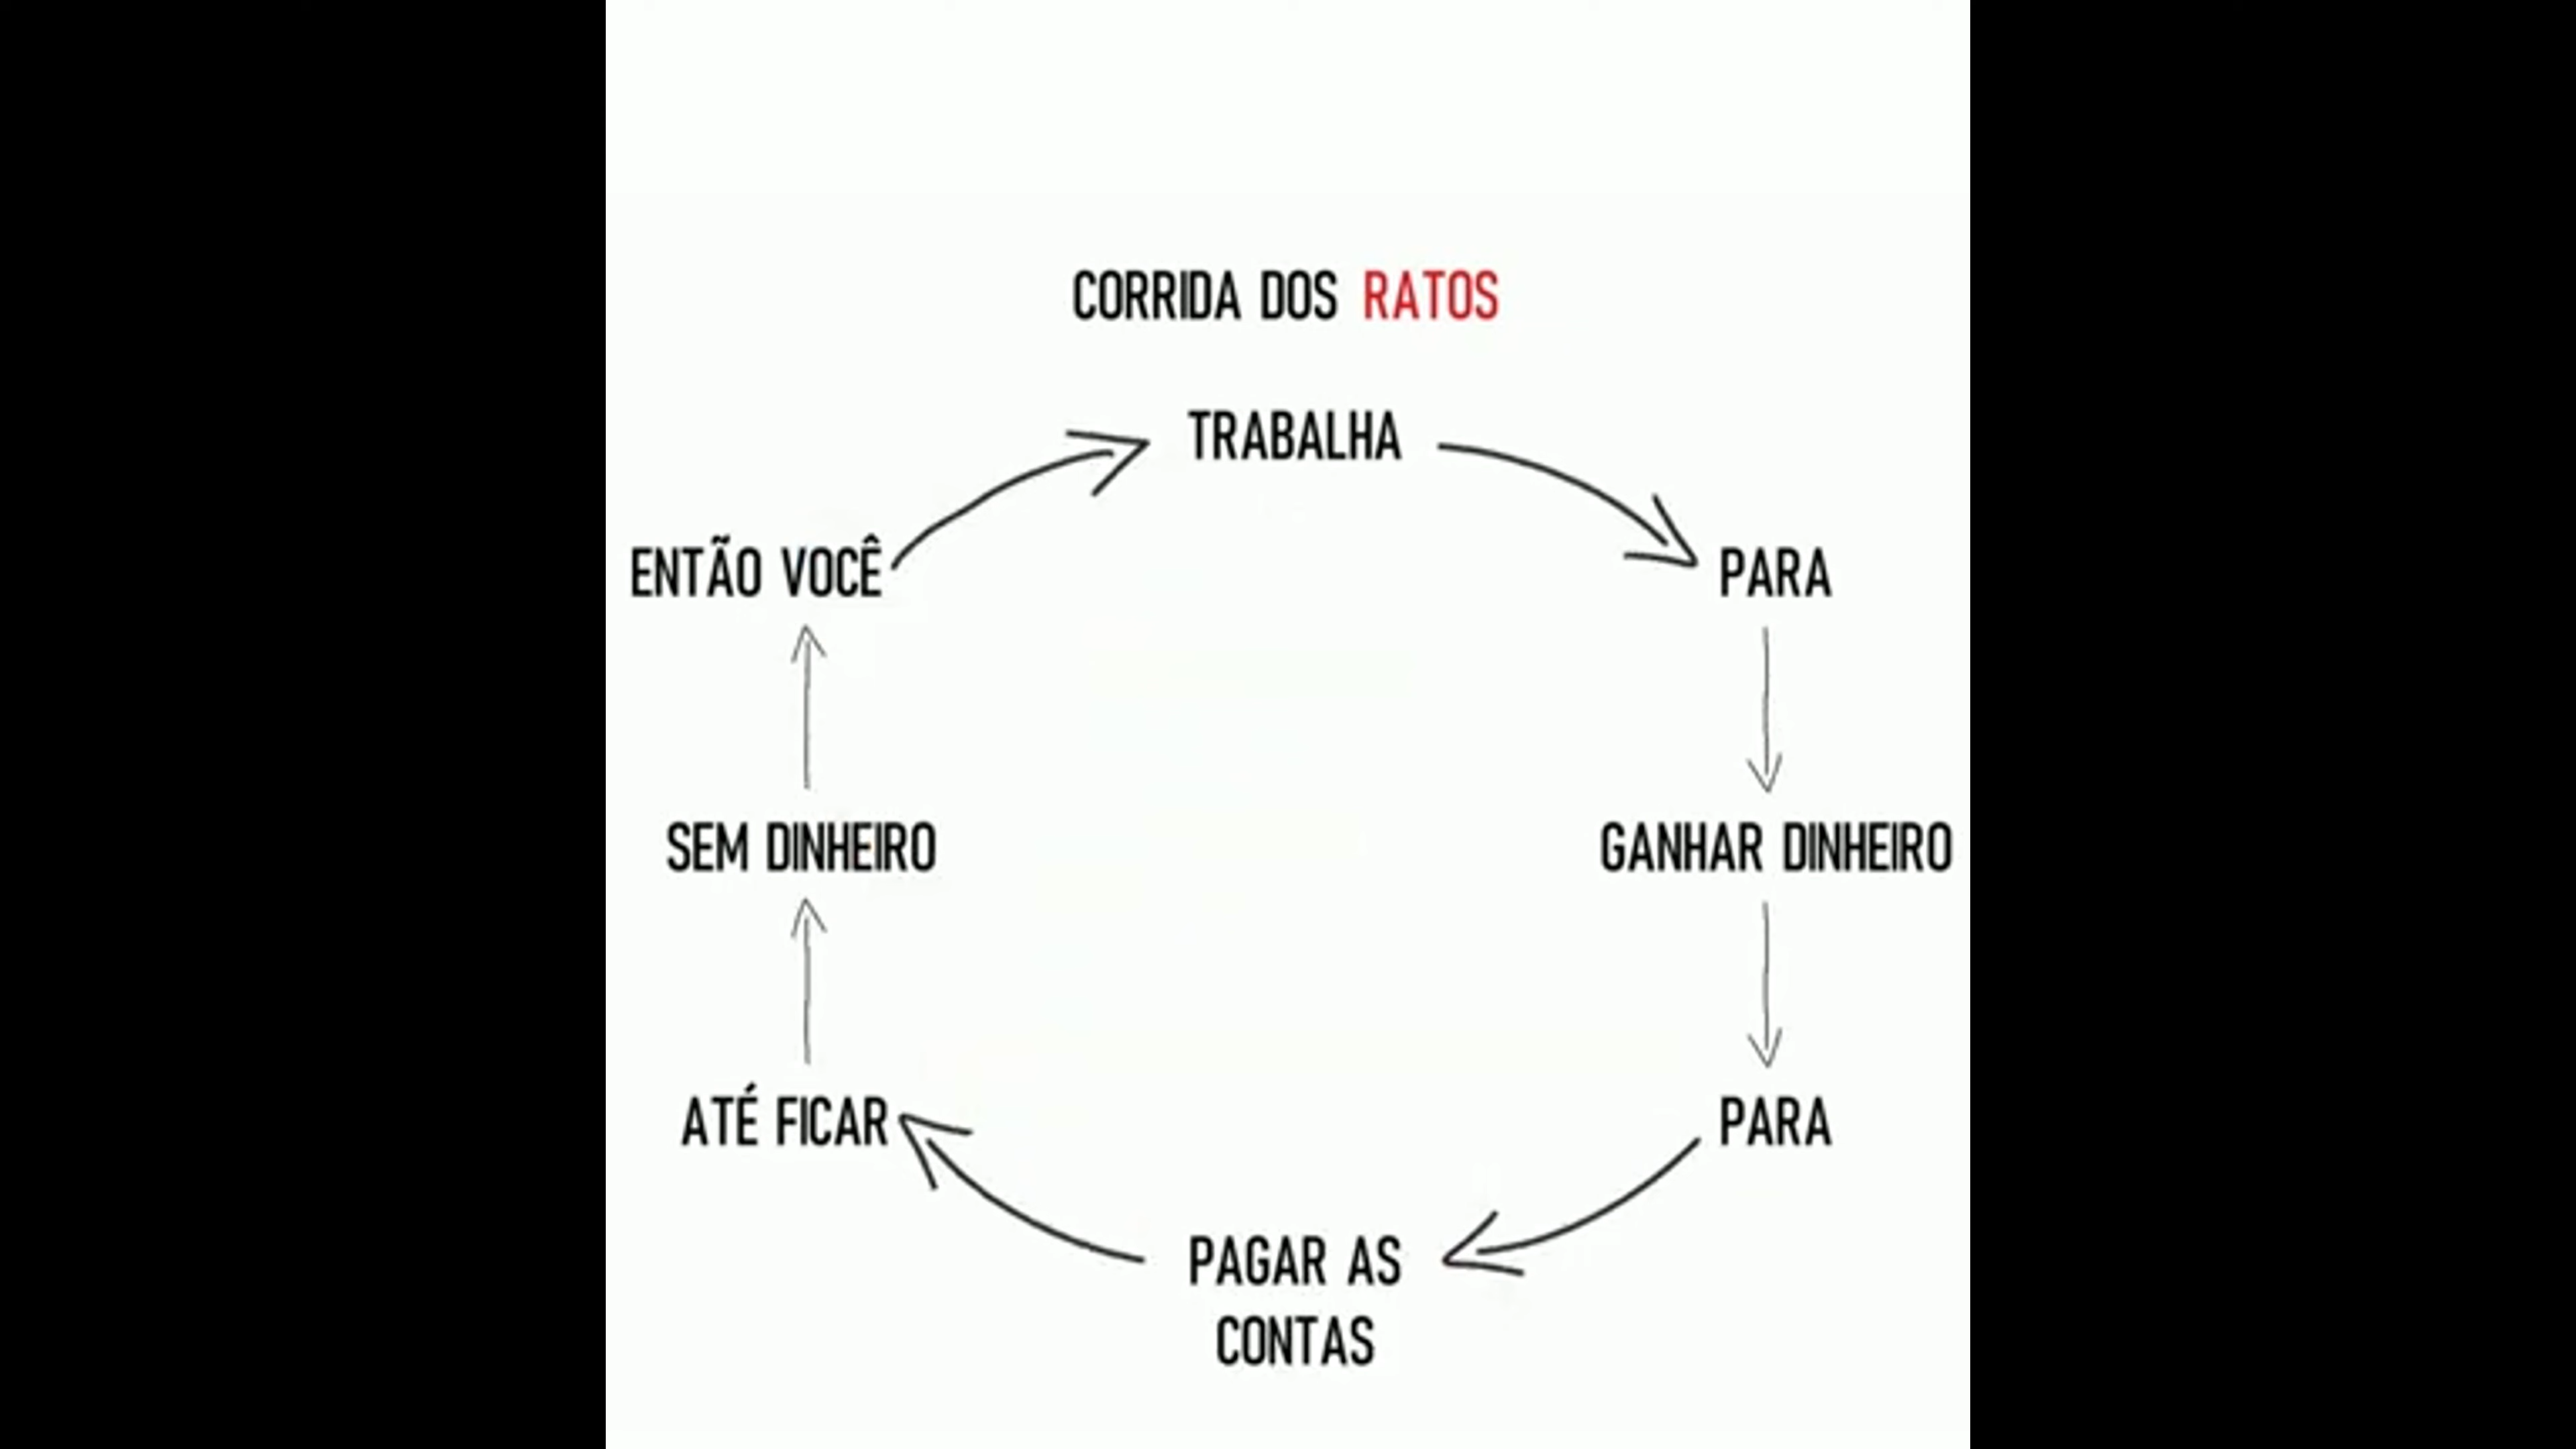 CORRIDA DOS RATOS
TRABALHA
PARA
GANHAR DINHEIRO
PARA
PAGAR AS
CONTAS
ATÉ FICAR
SEM DINHEIRO
ENTÃO VOCÊ